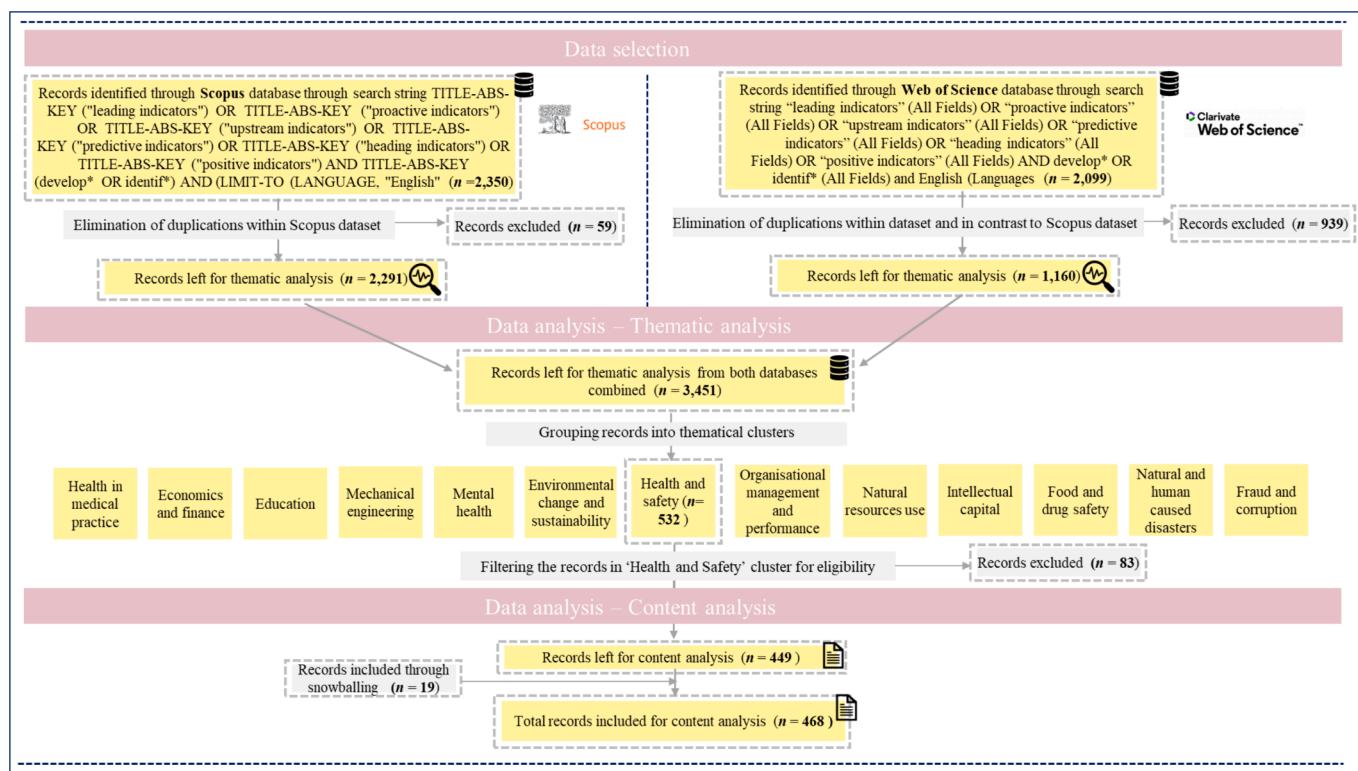 Data selection
Records identified through Scopus database through search string TITLE-ABS-
KEY ("leading indicators") OR TITLE-ABS-KEY ("proactive indicators")
OR TITLE-ABS-KEY ("upstream indicators") OR TITLE-ABS-
KEY ("predictive indicators") OR TITLE-ABS-KEY ("heading indicators") OR
TITLE-ABS-KEY ("positive indicators") AND TITLE-ABS-KEY
(develop* OR identif*) AND (LIMIT-TO (LANGUAGE, "English" (n =2,350)
Scopus
Records identified through Web of Science database through search
string “leading indicators” (All Fields) OR “proactive indicators”
(All Fields) OR “upstream indicators” (All Fields) OR “predictive
indicators” (All Fields) OR “heading indicators” (All
Fields) OR “positive indicators” (All Fields) AND develop* OR
identif* (All Fields) and English (Languages (n = 2,099)
Clarivate
Web of Science™
Elimination of duplications within Scopus dataset
Records excluded (n = 59)
Elimination of duplications within dataset and in contrast to Scopus dataset
Records excluded (n = 939)
Records left for thematic analysis (n = 2,291)
Records left for thematic analysis (n = 1,160)
Data analysis – Thematic analysis
Records left for thematic analysis from both databases
combined (n = 3,451)
Grouping records into thematical clusters
Health in
medical
practice
Economics
and finance
Education
Mechanical
engineering
Mental
health
Environmental
change and
sustainability
Health and
safety (n=
532 )
Organisational
management
and
performance
Natural
resources use
Intellectual
capital
Food and
drug safety
Natural and
human
caused
disasters
Fraud and
corruption
Filtering the records in ‘Health and Safety’ cluster for eligibility
Records excluded (n = 83)
Data analysis – Content analysis
Records left for content analysis (n = 449 )
Records included through
snowballing (n = 19)
Total records included for content analysis (n = 468 )